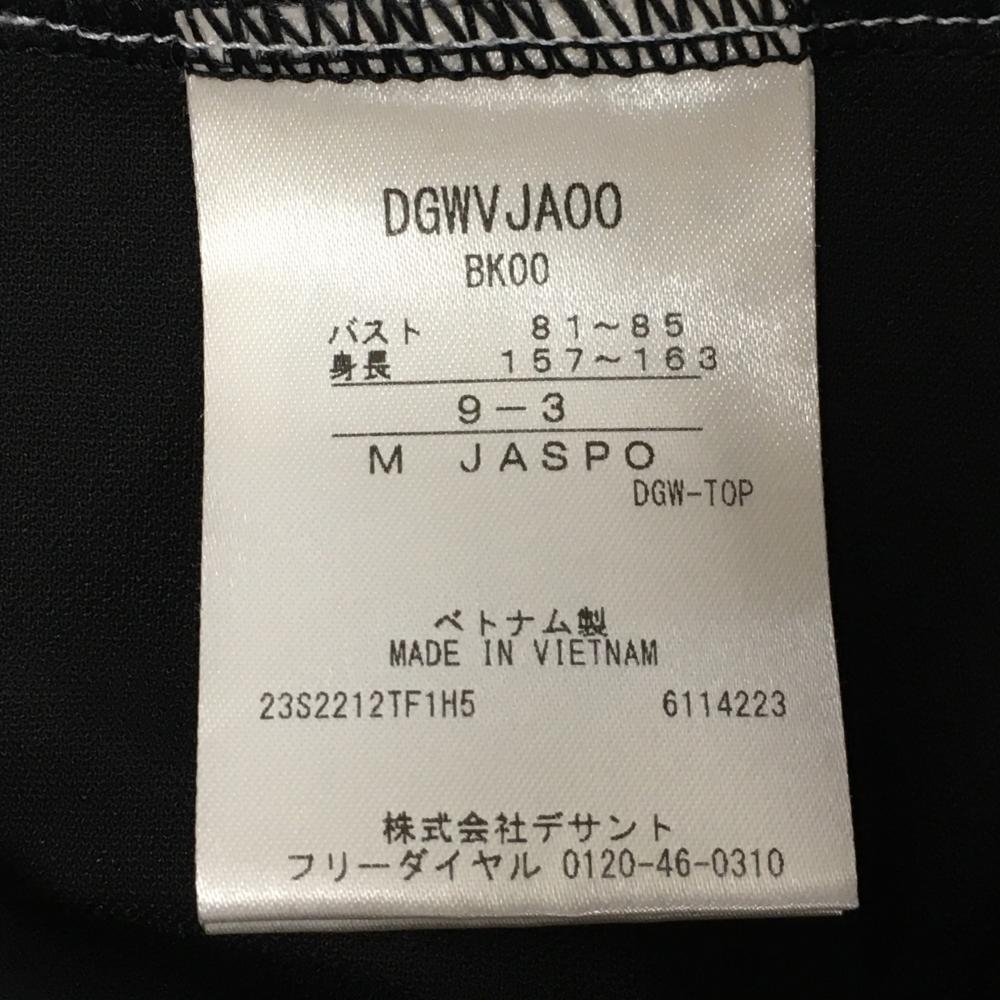 DGWVJA00
BK00
バスト 81～85
身長 157～163
9-3
M JASPO
DGW-TOP
ベトナム製
MADE IN VIETNAM
23S2212TF1H5 6114223
株式会社デサント
フリーダイヤル 0120-46-0310